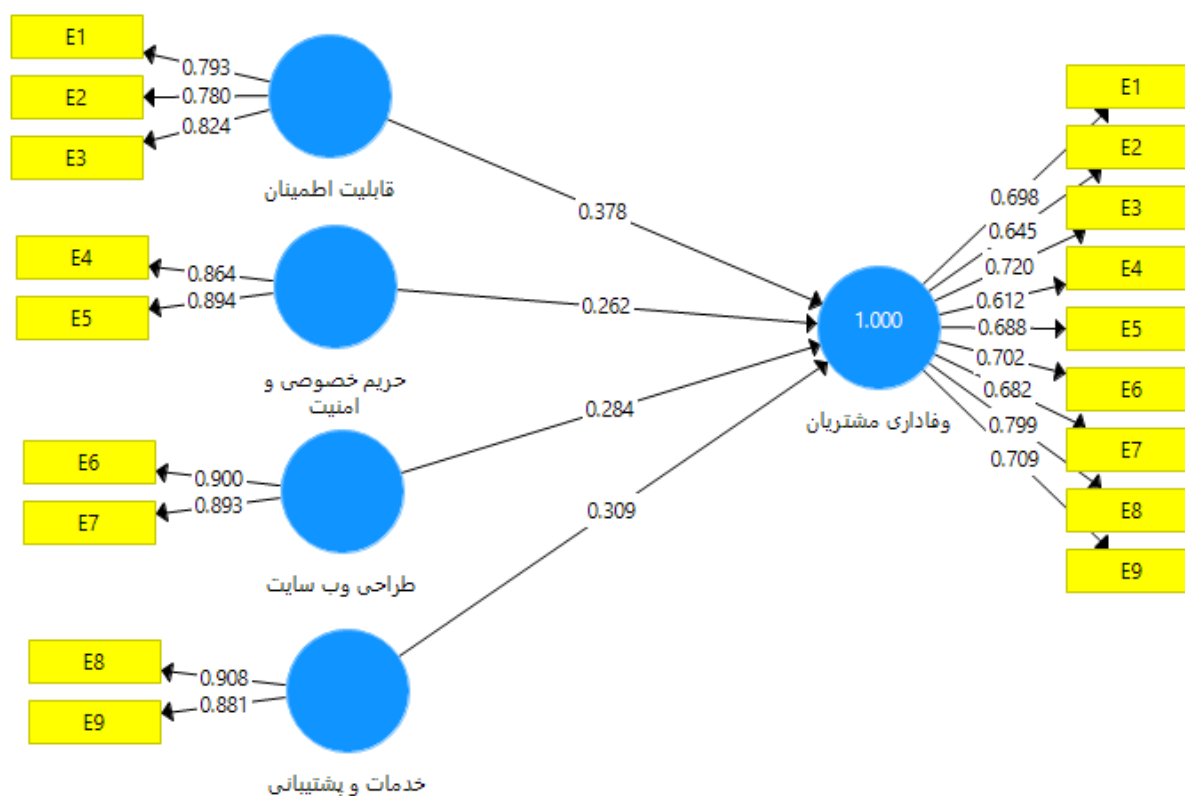 E1
E2
E3
0.793
0.780
0.824
قابلیت اطمینان
E4
E5
0.864
0.894
حریم خصوصی و
امنیت
E6
E7
0.900
0.893
طراحی وب سایت
E8
E9
0.908
0.881
خدمات و پشتیبانی
0.378
0.262
0.284
0.309
1.000
وفاداری مشتریان
0.698
0.645
0.720
0.612
0.688
0.702
0.682
0.799
0.709
E1
E2
E3
E4
E5
E6
E7
E8
E9